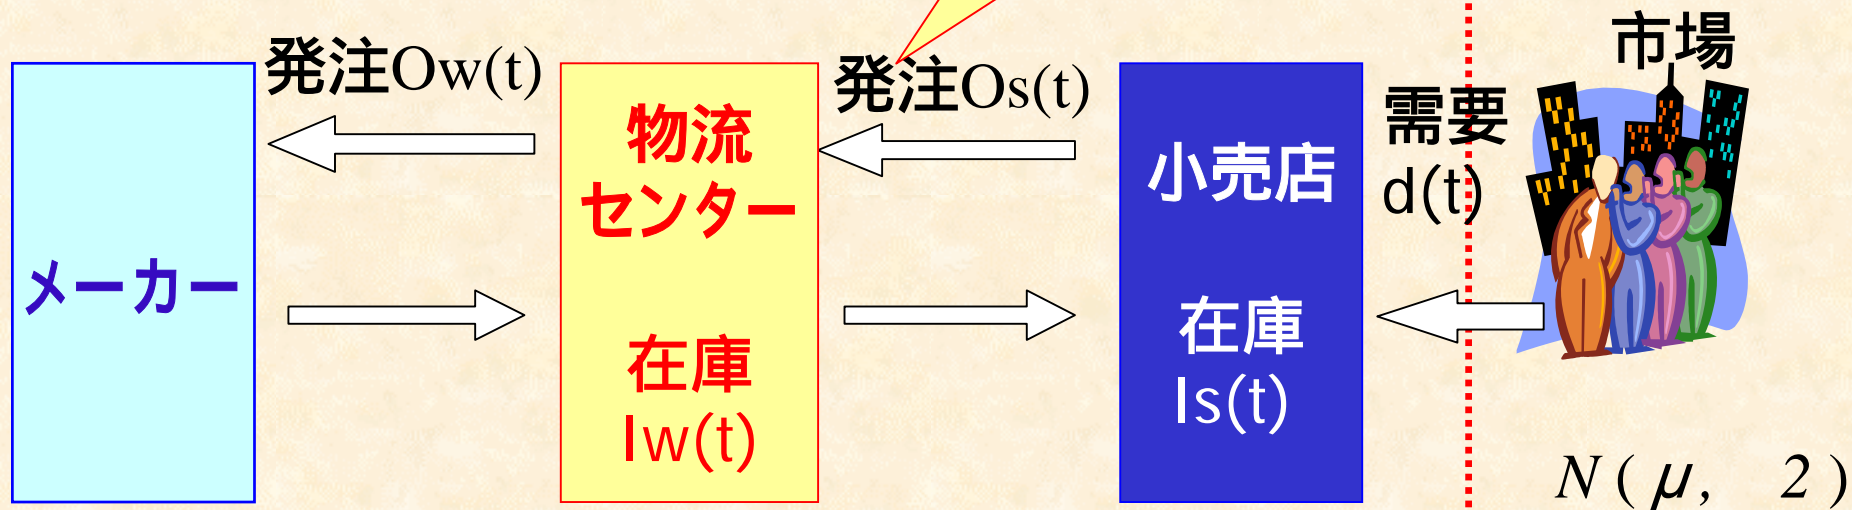 市場
発注Ow(t)
発注Os(t)
需要
d(t)
物流
センター
小売店
メーカー
在庫
Iw(t)
在庫
Is(t)
N ( μ, 2 )